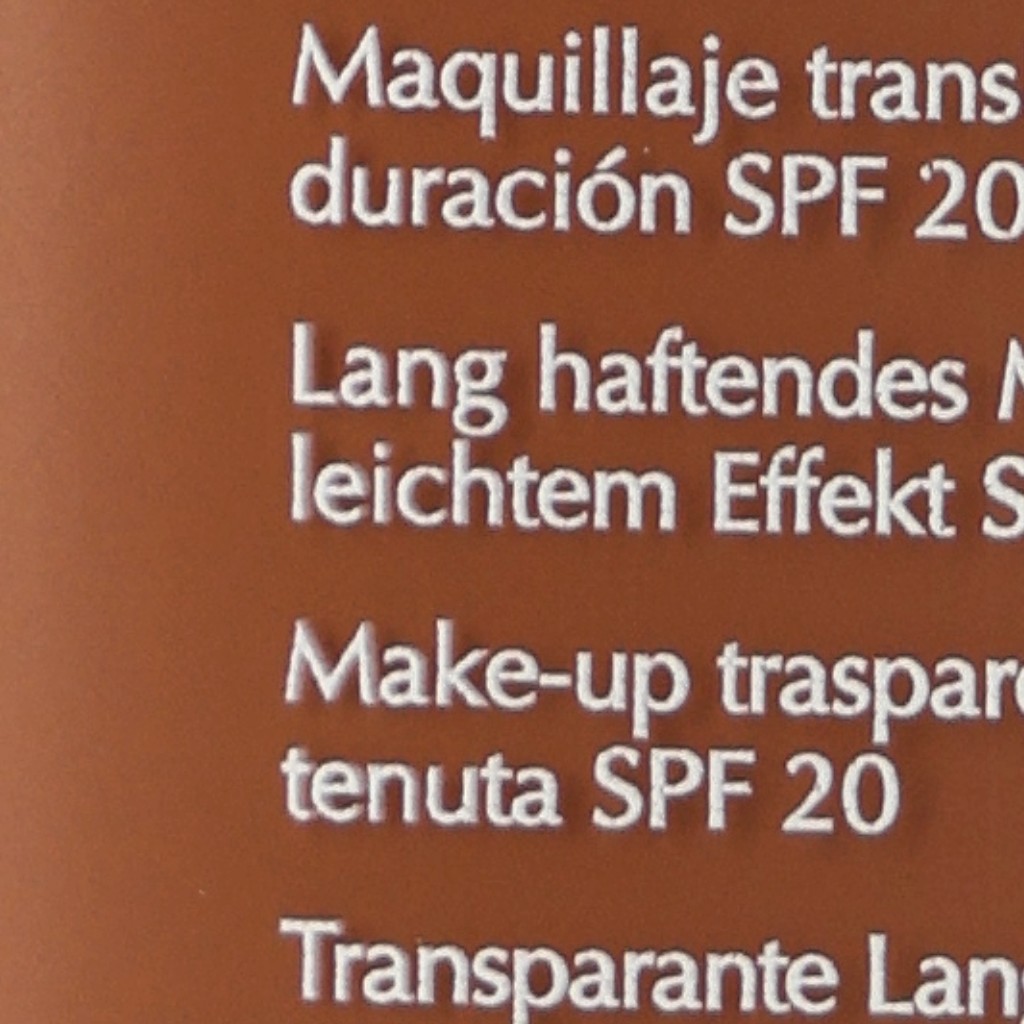 Maquillaje trans
duración SPF 20
Lang haftendes
leichtem Effekt S
Make-up traspar
tenuta SPF 20
Transparante Lan